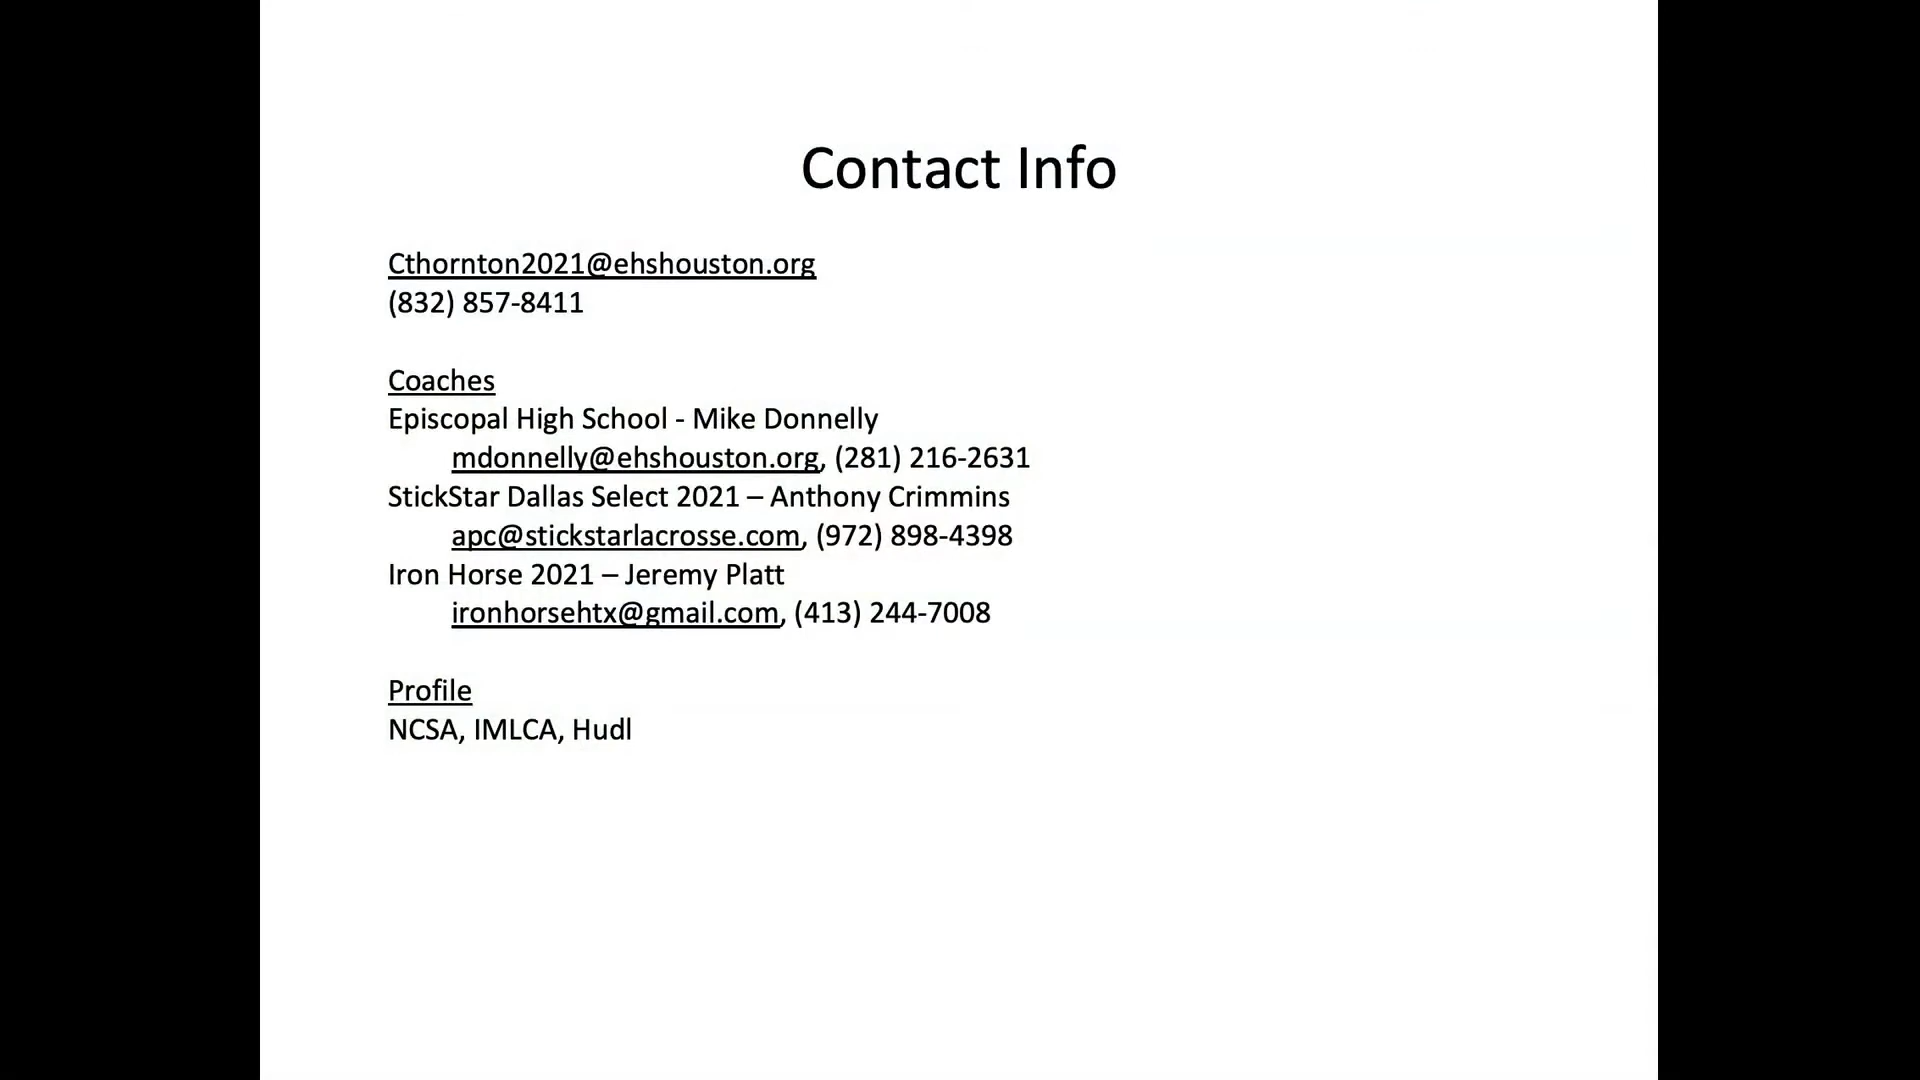 Contact Info
Cthornton2021@ehshouston.org
(832) 857-8411
Coaches
Episcopal High School - Mike Donnelly
mdonnelly@ehshouston.org, (281) 216-2631
StickStar Dallas Select 2021 – Anthony Crimmins
apc@stickstarlacrosse.com, (972) 898-4398
Iron Horse 2021 – Jeremy Platt
ironhorsehtx@gmail.com, (413) 244-7008
Profile
NCSA, IMLCA, Hudl